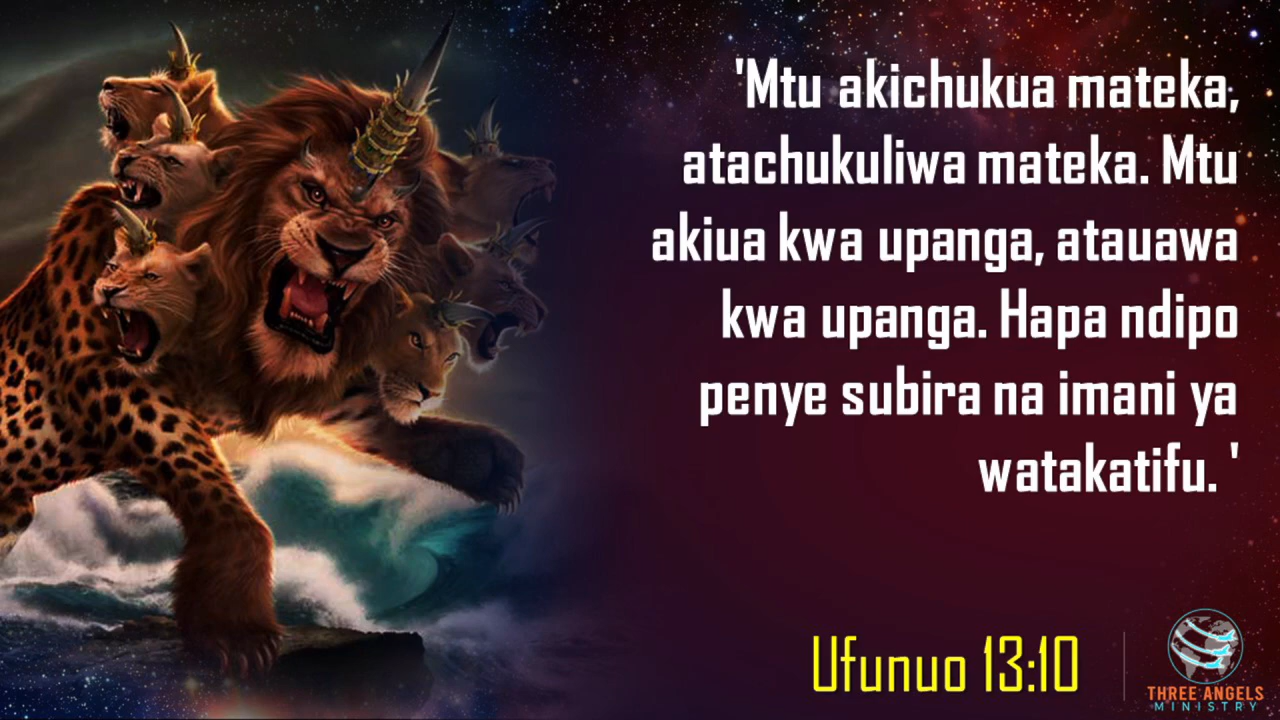 'Mtu akichukua mateka,
atachukuliwa mateka. Mtu
akiua kwa upanga, atauawa
kwa upanga. Hapa ndipo
penye subira na imani ya
watakatifu. '
Ufunuo 13:10
THREE ANGELS
MINISTRY